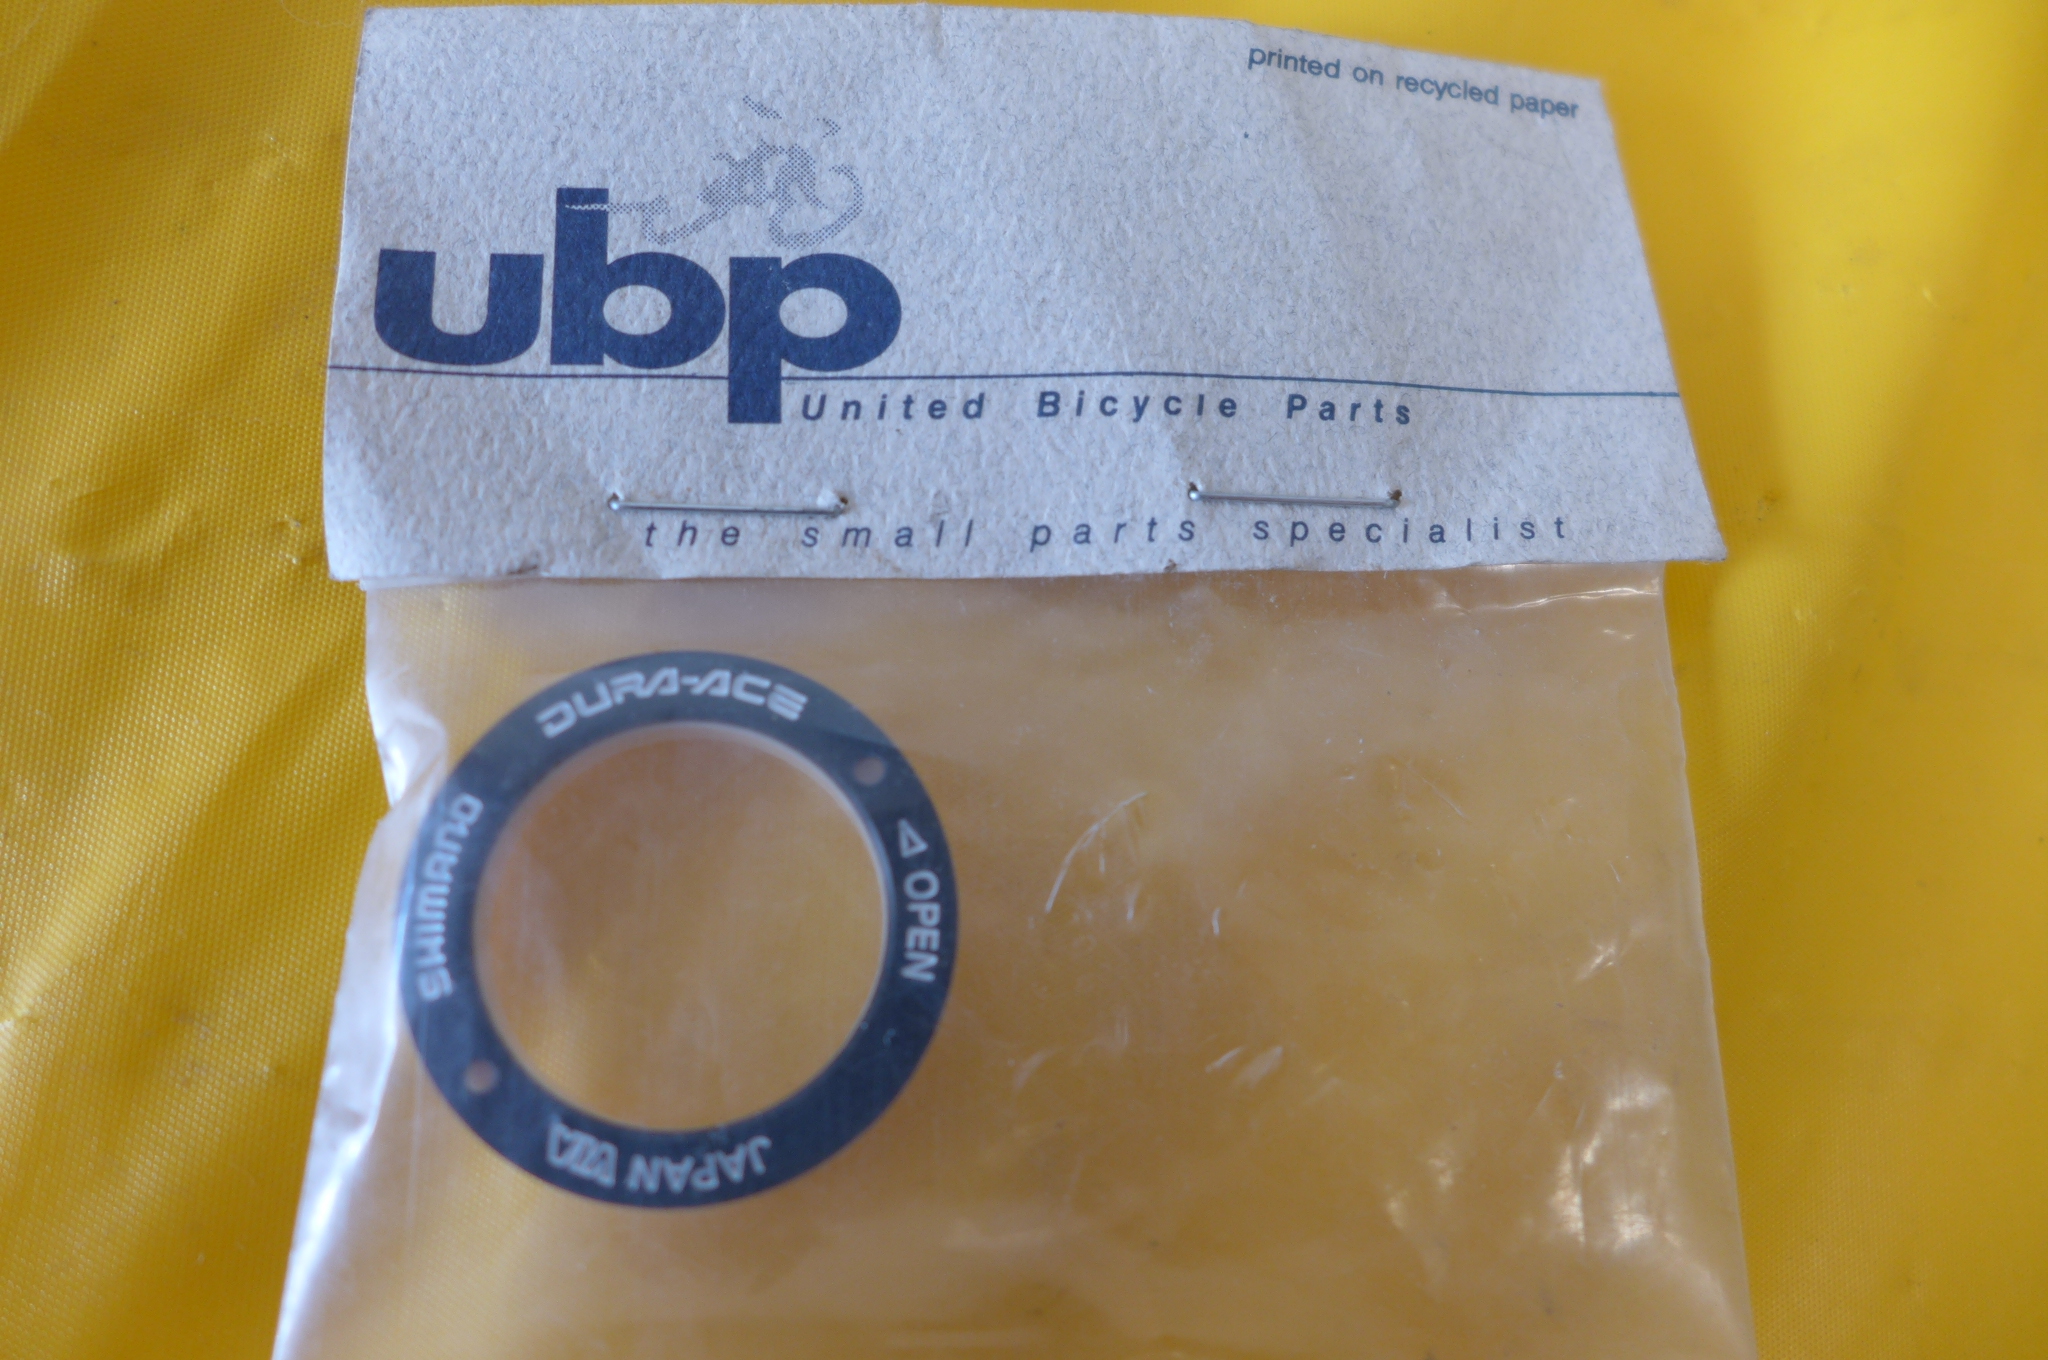 printed on recycled paper
ubp
United Bicycle Parts
the small parts specialist
DURA-ACE
SHIMANO
OPEN
JAPAN